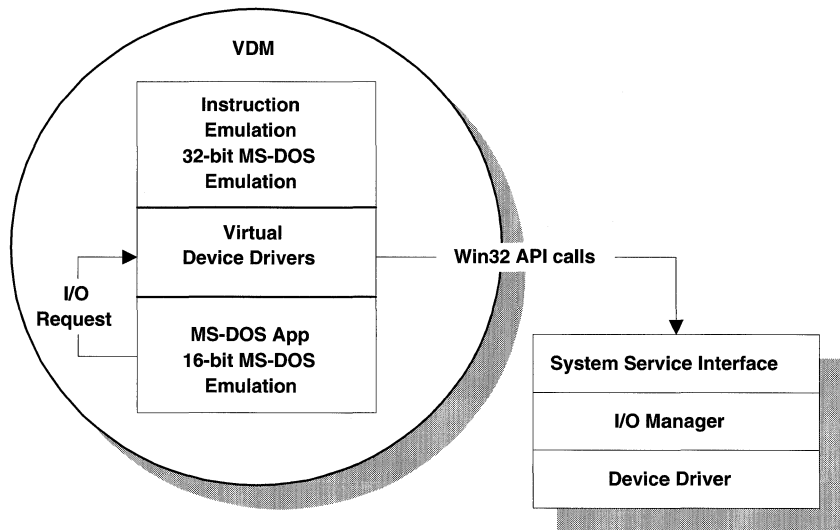 VDM
Instruction
Emulation
32-bit MS-DOS
Emulation
Virtual
Device Drivers
Win32 API calls
I/O
Request
MS-DOS App
16-bit MS-DOS
Emulation
System Service Interface
I/O Manager
Device Driver